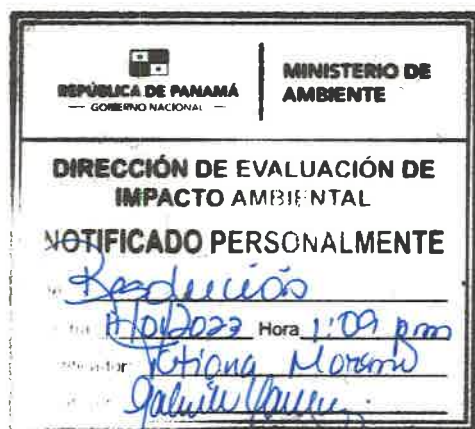 REPÚBLICA DE PANAMÁ
— GOBIERNO NACIONAL —
MINISTERIO DE
AMBIENTE
DIRECCIÓN DE EVALUACIÓN DE
IMPACTO AMBIENTAL
NOTIFICADO PERSONALMENTE
Resolución
Hora 1:09 pm
Tatiana Moreno